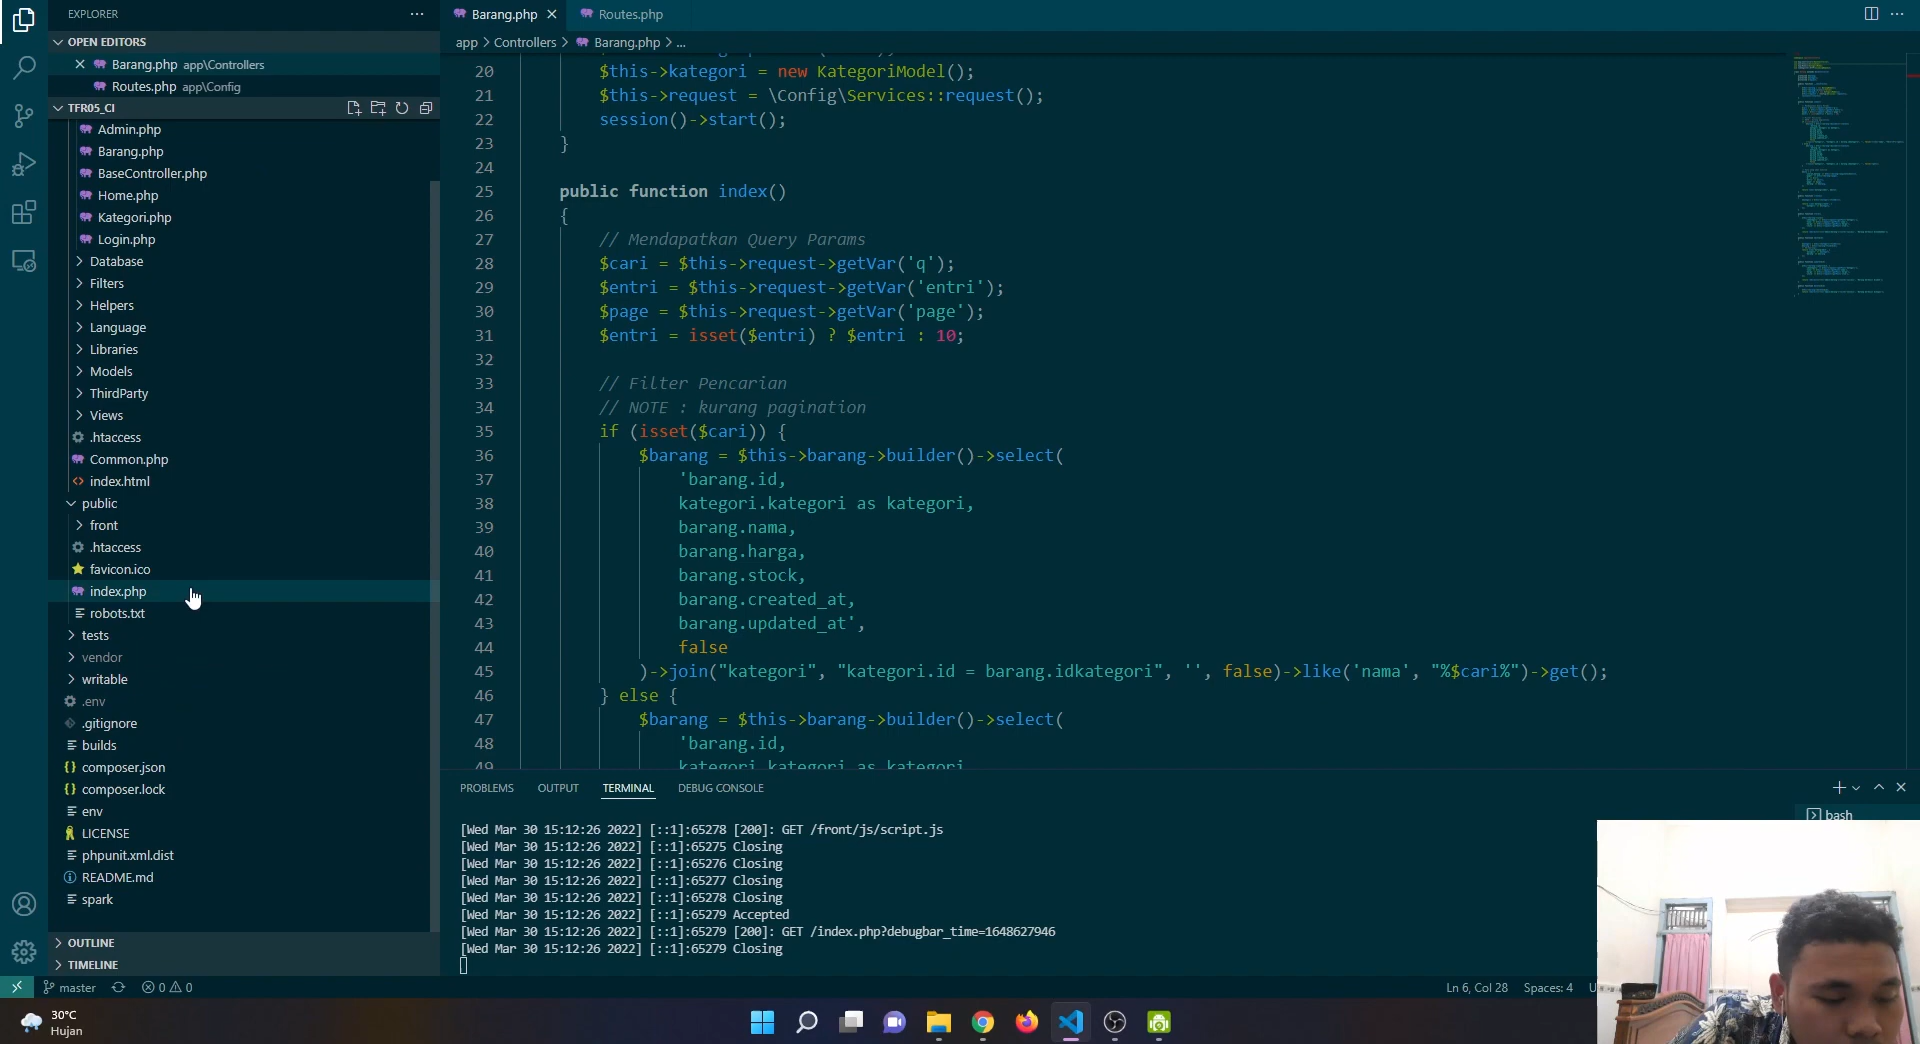 EXPLORER
Barang.php
Routes.php
OPEN EDITORS
app > Controllers > Barang.php > ...
Barang.php app\Controllers
Routes.php app\Config
TFR05_CI
Admin.php
Barang.php
BaseController.php
Home.php
Kategori.php
Login.php
Database
Filters
Helpers
Language
Libraries
Models
ThirdParty
Views
.htaccess
Common.php
index.html
public
front
.htaccess
favicon.ico
index.php
robots.txt
tests
vendor
writable
.env
.gitignore
builds
composer.json
composer.lock
env
LICENSE
phpunit.xml.dist
README.md
spark
OUTLINE
TIMELINE
20 $this->kategori = new KategoriModel();
21 $this->request = \Config\Services::request();
22 session()->start();
23 }
24
25 public function index()
26 {
27 // Mendapatkan Query Params
28 $cari = $this->request->getVar('q');
29 $entri = $this->request->getVar('entri');
30 $page = $this->request->getVar('page');
31 $entri = isset($entri) ? $entri : 10;
32
33 // Filter Pencarian
34 // NOTE : kurang pagination
35 if (isset($cari)) {
36 $barang = $this->barang->builder()->select(
37 'barang.id,
38 kategori.kategori as kategori,
39 barang.nama,
40 barang.harga,
41 barang.stock,
42 barang.created_at,
43 barang.updated_at',
44 false
45 )->join("kategori", "kategori.id = barang.idkategori", '', false)->like('nama', "%$cari%")->get();
46 } else {
47 $barang = $this->barang->builder()->select(
48 'barang.id,
49 kategori.kategori as kategori
PROBLEMS OUTPUT TERMINAL DEBUG CONSOLE
bash
[Wed Mar 30 15:12:26 2022] [::1]:65278 [200]: GET /front/js/script.js
[Wed Mar 30 15:12:26 2022] [::1]:65275 Closing
[Wed Mar 30 15:12:26 2022] [::1]:65276 Closing
[Wed Mar 30 15:12:26 2022] [::1]:65277 Closing
[Wed Mar 30 15:12:26 2022] [::1]:65278 Closing
[Wed Mar 30 15:12:26 2022] [::1]:65279 Accepted
[Wed Mar 30 15:12:26 2022] [::1]:65279 [200]: GET /index.php?debugbar_time=1648627946
[Wed Mar 30 15:12:26 2022] [::1]:65279 Closing
master 0 0
Ln 6, Col 28 Spaces: 4
30°C
Hujan